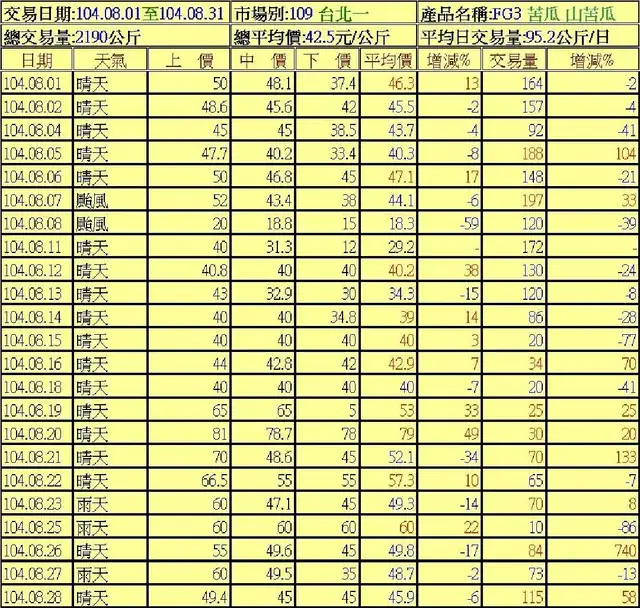 交易日期:104.08.01至104.08.31 市場別:109 台北一 產品名稱:FG3 苦瓜 山苦瓜
總交易量:2190公斤 總平均價:42.5元/公斤 平均日交易量:95.2公斤/日
日期 天氣 上 價 中 價 下 價 平均價 增減% 交易量 增減%
104.08.01 晴天 50 48.1 37.4 46.3 13 164 -2
104.08.02 晴天 48.6 45.6 42 45.5 -2 157 -4
104.08.04 晴天 45 45 38.5 43.7 -4 92 -41
104.08.05 晴天 47.7 40.2 33.4 40.3 -8 188 104
104.08.06 晴天 50 46.8 45 47.1 17 148 -21
104.08.07 颱風 52 43.4 38 44.1 -6 197 33
104.08.08 颱風 20 18.8 15 18.3 -59 120 -39
104.08.11 晴天 40 31.3 12 29.2 - 172 -
104.08.12 晴天 40.8 40 40 40.2 38 130 -24
104.08.13 晴天 43 32.9 30 34.3 -15 120 -8
104.08.14 晴天 40 40 34.8 39 14 86 -28
104.08.15 晴天 40 40 40 40 3 20 -77
104.08.16 晴天 44 42.8 42 42.9 7 34 70
104.08.18 晴天 40 40 40 40 -7 20 -41
104.08.19 晴天 65 65 5 53 33 25 25
104.08.20 晴天 81 78.7 78 79 49 30 20
104.08.21 晴天 70 48.6 45 52.1 -34 70 133
104.08.22 晴天 66.5 55 55 57.3 10 65 -7
104.08.23 雨天 60 47.1 45 49.3 -14 70 8
104.08.25 雨天 60 60 60 60 22 10 -86
104.08.26 晴天 55 49.6 45 49.8 -17 84 740
104.08.27 雨天 60 49.5 35 48.7 -2 73 -13
104.08.28 晴天 49.4 45 45 45.9 -6 115 58